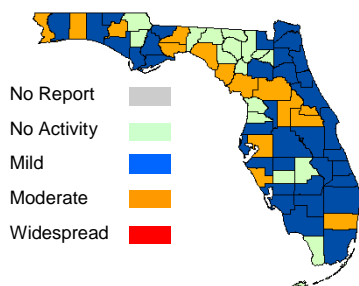 No Report
No Activity
Mild
Moderate
Widespread